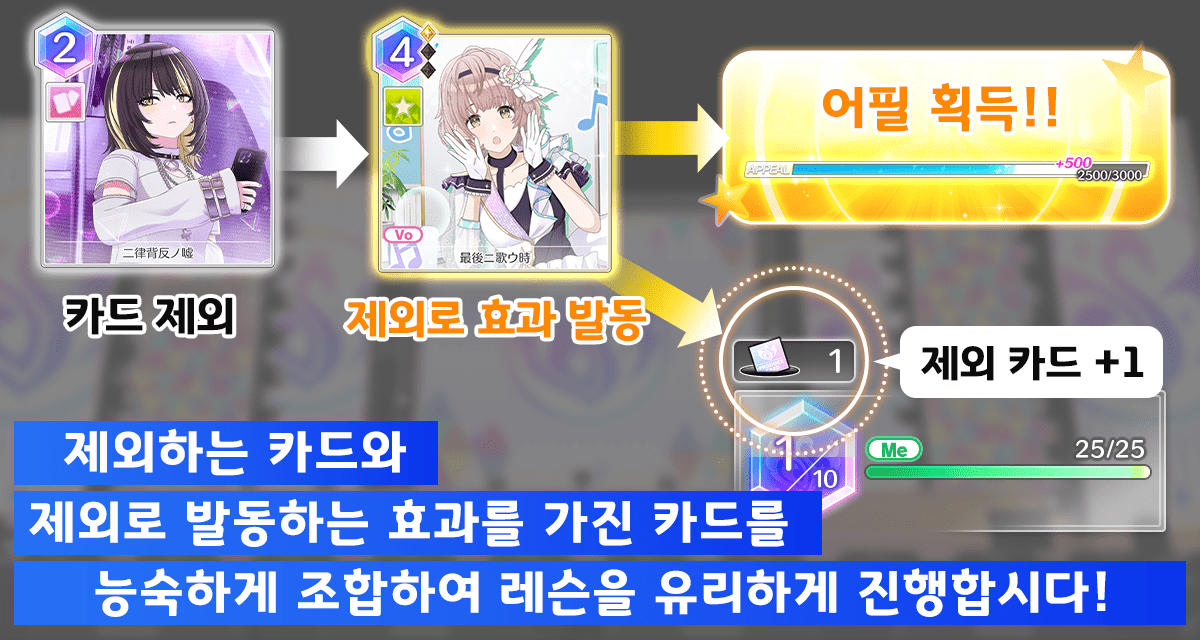 2
二律背反ノ嘘
카드 제외
4
Vo
最後ニ歌ウ時
제외로 효과 발동
어필 획득!!
APPEAL
+500
2500/3000
1
제외 카드 +1
1/10
Me
25/25
제외하는 카드와
제외로 발동하는 효과를 가진 카드를
능숙하게 조합하여 레슨을 유리하게 진행합시다!